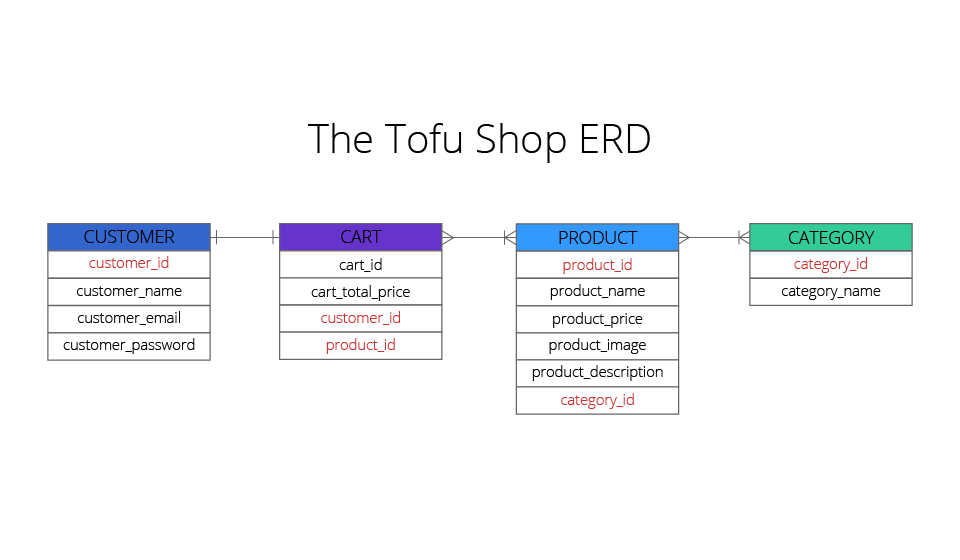 The Tofu Shop ERD
CUSTOMER
customer_id
customer_name
customer_email
customer_password
CART
cart_id
cart_total_price
customer_id
product_id
PRODUCT
product_id
product_name
product_price
product_image
product_description
category_id
CATEGORY
category_id
category_name